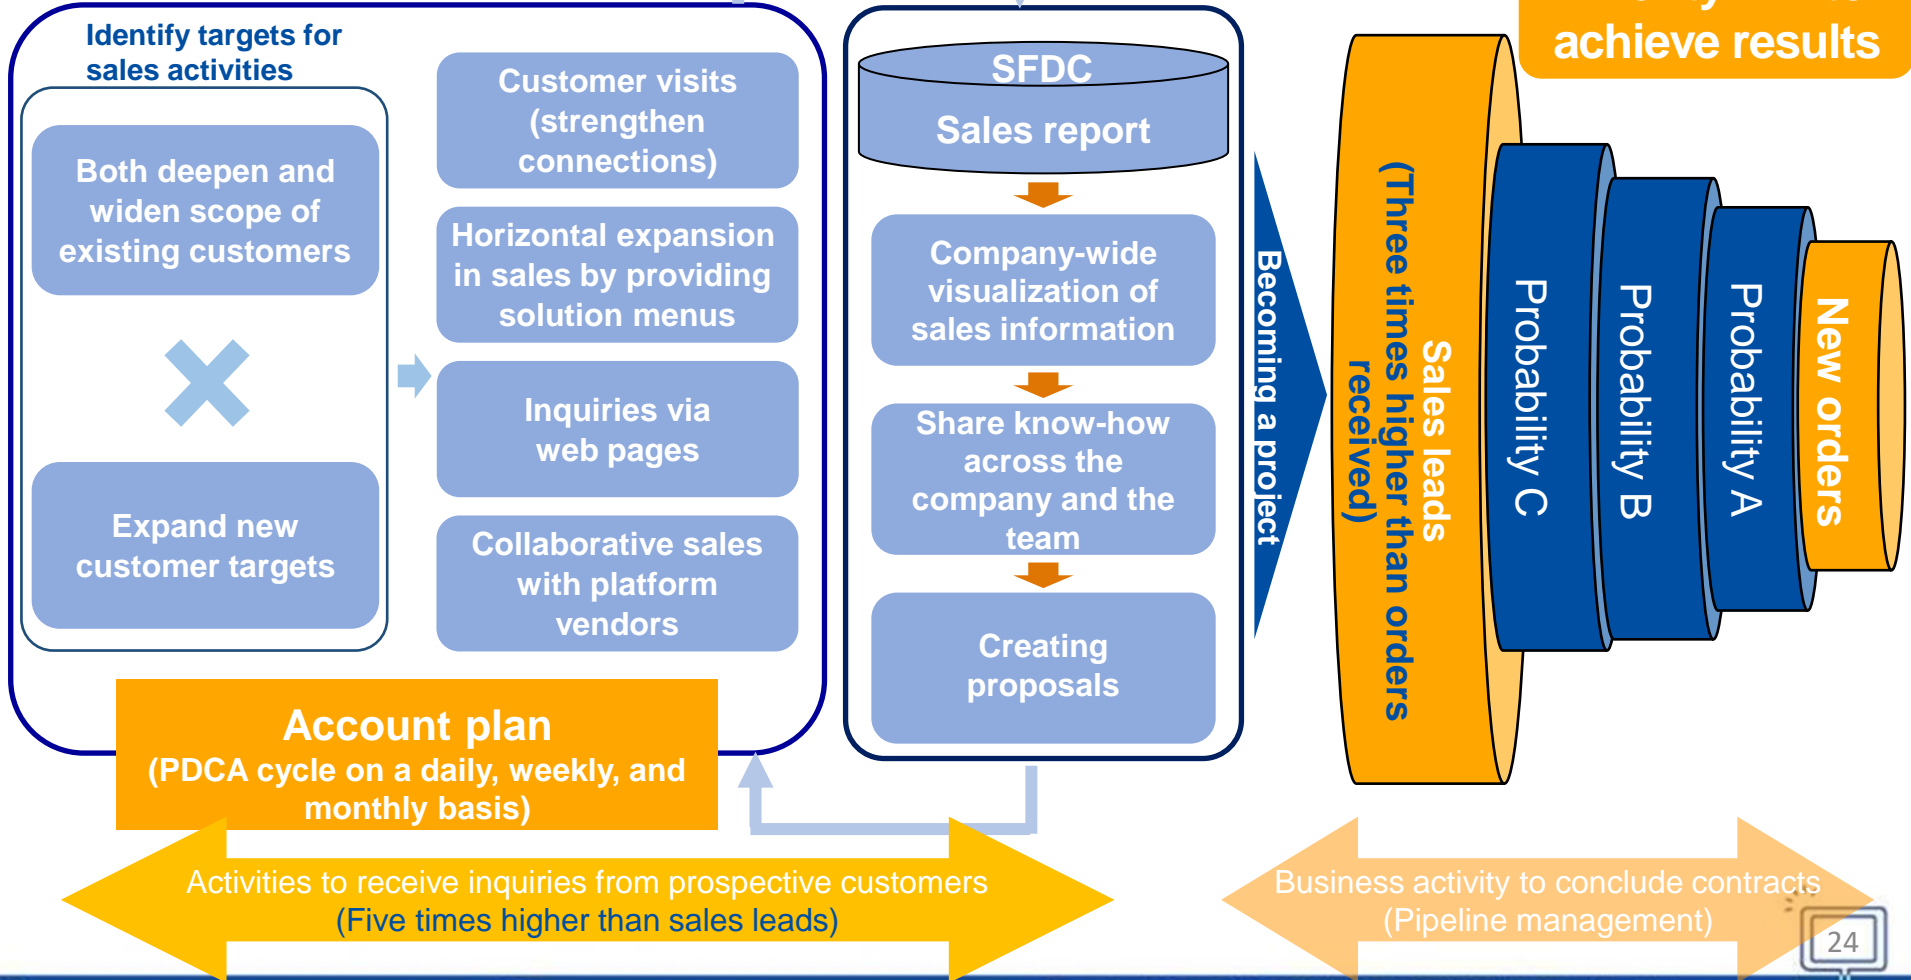 Identify targets for
sales activities
Both deepen and
widen scope of
existing customers
Expand new
customer targets
Customer visits
(strengthen
connections)
Horizontal expansion
in sales by providing
solution menus
Inquiries via
web pages
Collaborative sales
with platform
vendors
Account plan
(PDCA cycle on a daily, weekly, and
monthly basis)
SFDC
Sales report
Company-wide
visualization of
sales information
Share know-how
across the
company and the
team
Creating
proposals
Becoming a project
achieve results
Sales leads
(Three times higher than orders
received)
Probability C
Probability B
Probability A
New orders
Activities to receive inquiries from prospective customers
(Five times higher than sales leads)
Business activity to conclude contracts
(Pipeline management)
24